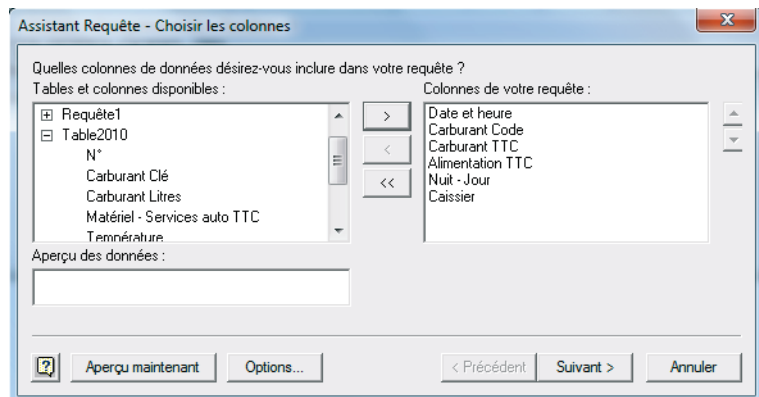 Assistant Requête - Choisir les colonnes
Quelles colonnes de données désirez-vous inclure dans votre requête ?
Tables et colonnes disponibles :
Requête1
Table2010
N°
Carburant Clé
Carburant Litres
Matériel - Services auto TTC
Température
>
<
<<
Colonnes de votre requête :
Date et heure
Carburant Code
Carburant TTC
Alimentation TTC
Nuit - Jour
Caissier
Aperçu des données :
Aperçu maintenant
Options...
< Précédent
Suivant >
Annuler